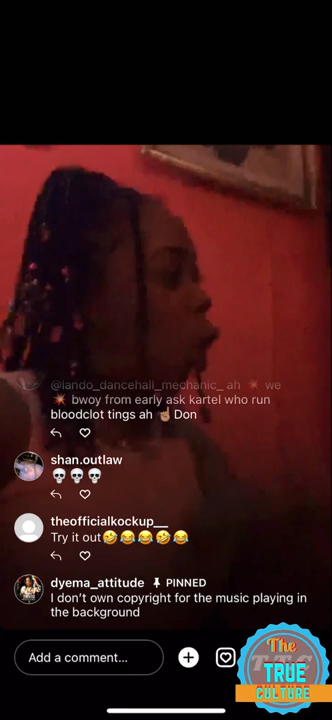 @lando_dancehall_mechanic_ ah 💥 we
💥 bwoy from early ask kartel who run
bloodclot tings ah ☝🏽Don
shan.outlaw
💀💀💀
theofficialkockup__
Try it out🤣😂😂🤣😂
dyema_attitude 📌 PINNED
I don't own copyright for the music playing in
the background
Add a comment...
The
TTC
TRUE
CULTURE